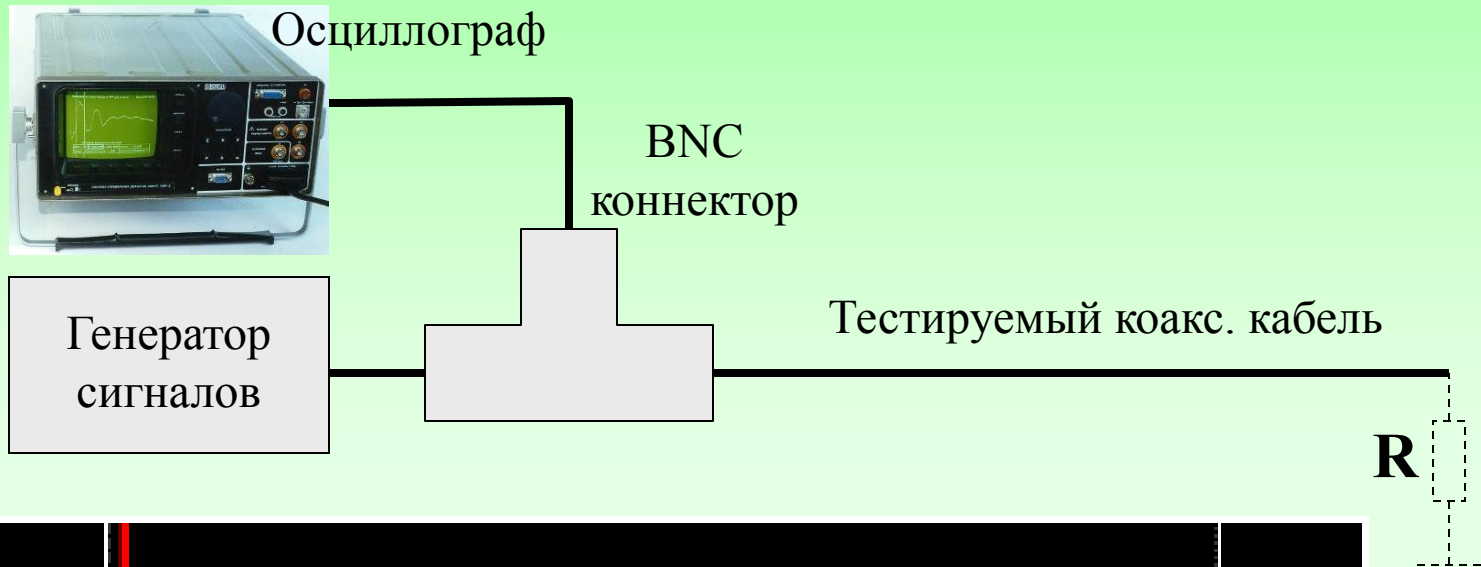 Осциллограф
BNC
коннектор
Генератор
сигналов
Тестируемый коакс. кабель
R